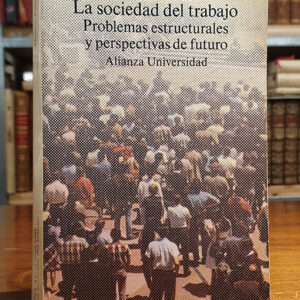 La sociedad del trabajo
Problemas estructurales
y perspectivas de futuro
Alianza Universidad